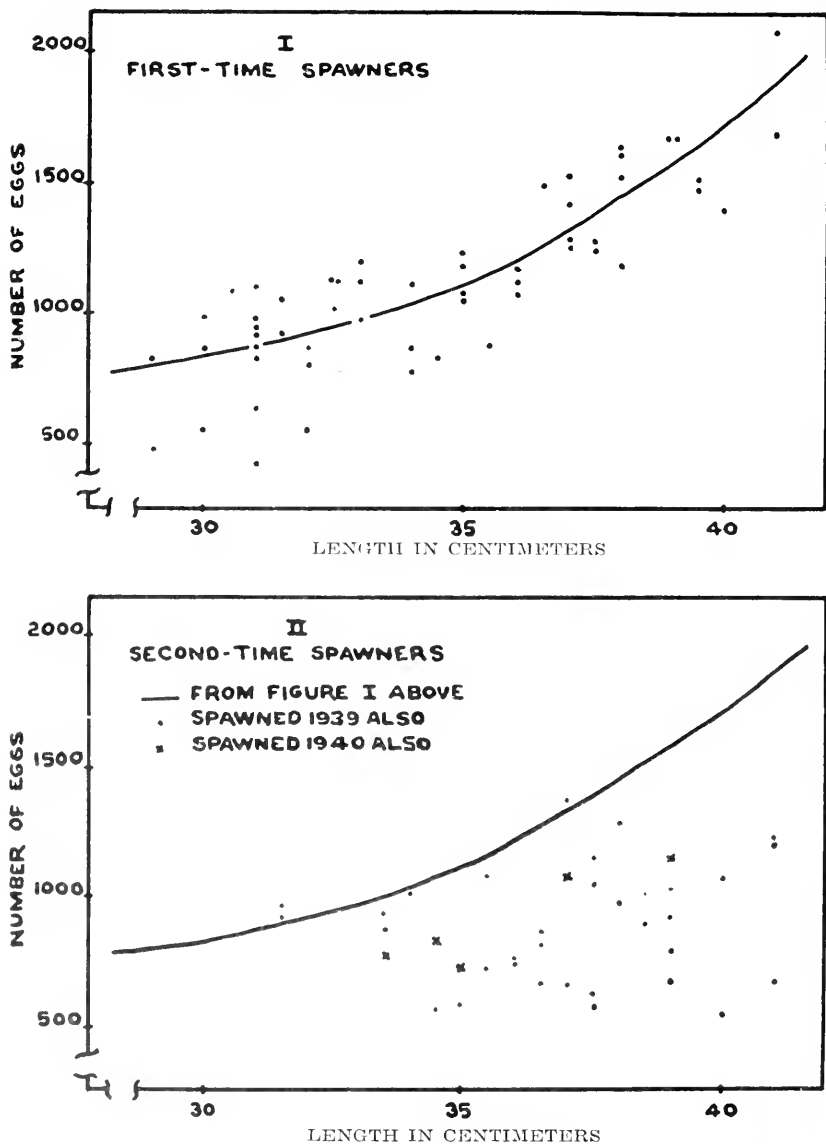 I
FIRST-TIME SPAWNERS
2000
1500
1000
500
NUMBER OF EGGS
30 35 40
LENGTH IN CENTIMETERS
II
SECOND-TIME SPAWNERS
FROM FIGURE I ABOVE
SPAWNED 1939 ALSO
SPAWNED 1940 ALSO
2000
1500
1000
500
NUMBER OF EGGS
30 35 40
LENGTH IN CENTIMETERS